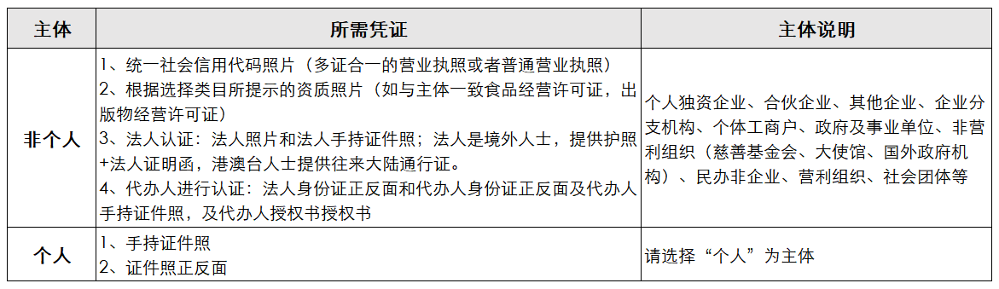 主体
所需凭证
主体说明
非个人
1、统一社会信用代码照片（多证合一的营业执照或者普通营业执照）
2、根据选择类目所提示的资质照片（如与主体一致食品经营许可证，出
版物经营许可证）
3、法人认证：法人照片和法人手持证件照；法人是境外人士，提供护照
+法人证明函，港澳台人士提供往来大陆通行证。
4、代办人进行认证：法人身份证正反面和代办人身份证正反面及代办人
手持证件照，及代办人授权书授权书
个人独资企业、合伙企业、其他企业、企业分
支机构、个体工商户、政府及事业单位、非营
利组织（慈善基金会、大使馆、国外政府机
构）、民办非企业、营利组织、社会团体等
个人
1、手持证件照
2、证件照正反面
请选择“个人”为主体